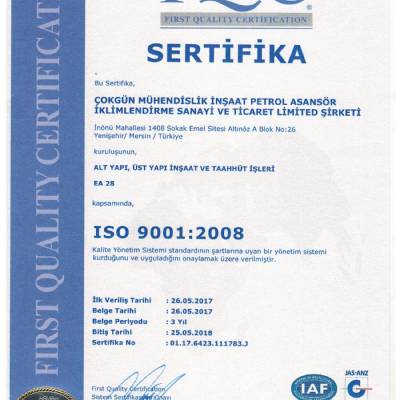 FIRST QUALITY CERTIFICATION
SERTİFİKA
Bu Sertifika,
ÇOKGÜN MÜHENDİSLİK İNŞAAT PETROL ASANSÖR
İKLİMLENDİRME SANAYİ VE TİCARET LİMİTED ŞİRKETİ
İnönü Mahallesi 1408 Sokak Emel Sitesi Altınöz A Blok No:26
Yenişehir/ Mersin / Türkiye
kuruluşunun,
ALT YAPI, ÜST YAPI İNŞAAT VE TAAHHÜT İŞLERİ
EA 28
kapsamında,
ISO 9001:2008
Kalite Yönetim Sistemi standardının şartlarına uyan bir yönetim sistemi
kurduğunu ve uyguladığını onaylamak üzere verilmiştir.
İlk Veriliş Tarihi : 26.05.2017
Belge Tarihi : 26.05.2017
Belge Periyodu : 3 Yıl
Bitiş Tarihi : 25.05.2018
Sertifika No : 01.17.6423.111783.J
First Quality Certification
Sistem Sertifikasyon Onayı
IAF
JAS-ANZ
FIRST QUALITY CERTIFICAT